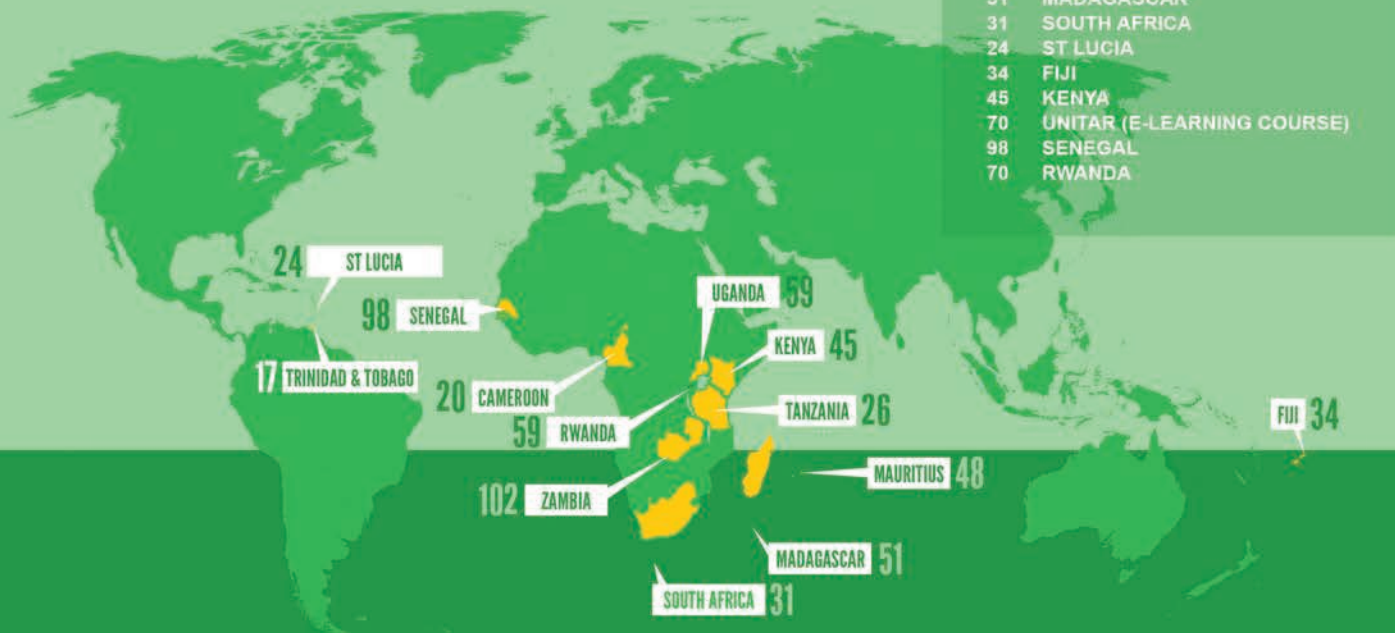 51 MADAGASCAR
31 SOUTH AFRICA
24 ST LUCIA
34 FIJI
45 KENYA
70 UNITAR (E-LEARNING COURSE)
98 SENEGAL
70 RWANDA
24 ST LUCIA
UGANDA 59
98 SENEGAL
KENYA 45
17 TRINIDAD & TOBAGO
20 CAMEROON
TANZANIA 26
FIJI 34
59 RWANDA
MAURITIUS 48
102 ZAMBIA
MADAGASCAR 51
SOUTH AFRICA 31